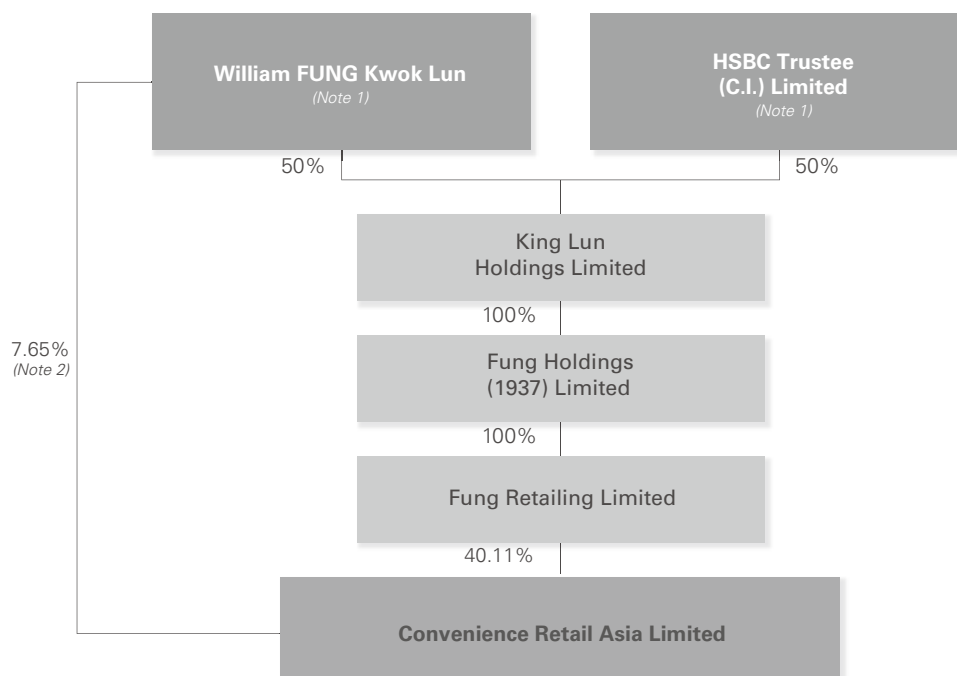 William FUNG Kwok Lun
(Note 1)
HSBC Trustee
(C.I.) Limited
(Note 1)
50%
50%
King Lun
Holdings Limited
100%
7.65%
(Note 2)
Fung Holdings
(1937) Limited
100%
Fung Retailing Limited
40.11%
Convenience Retail Asia Limited